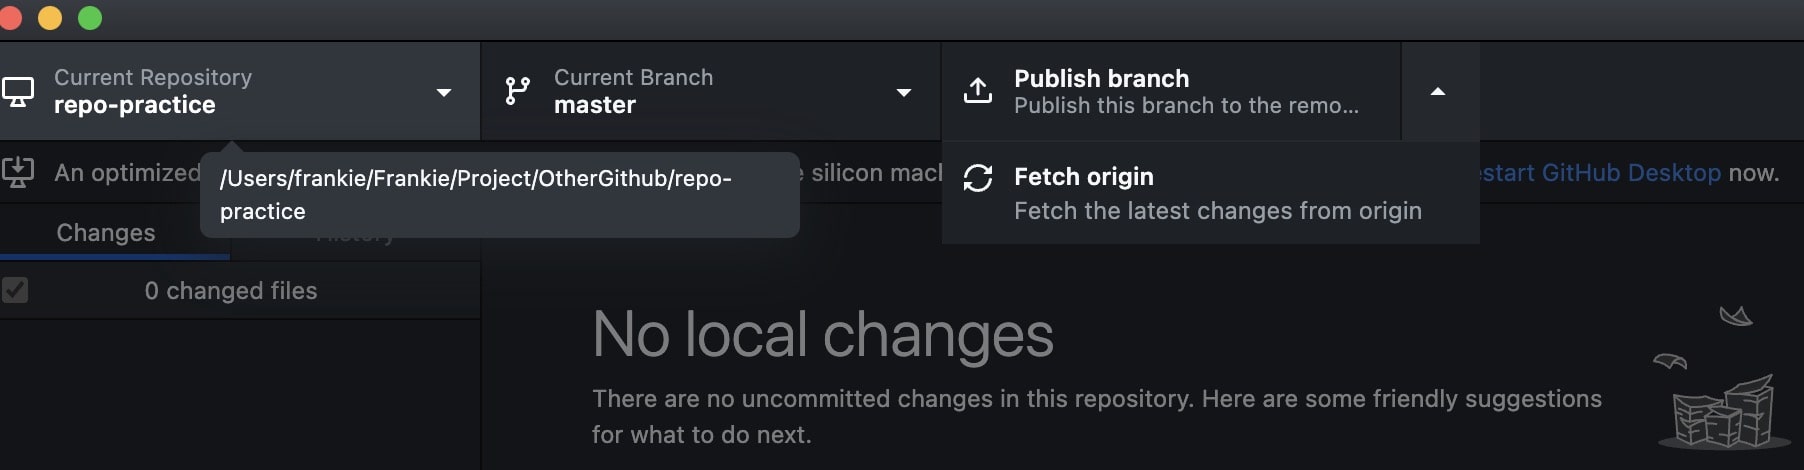 Current Repository
repo-practice
Current Branch
master
Publish branch
Publish this branch to the remo...
An optimized
e silicon mac
start GitHub Desktop now.
/Users/frankie/Frankie/Project/OtherGithub/repo-
practice
Fetch origin
Fetch the latest changes from origin
Changes
History
0 changed files
No local changes
There are no uncommitted changes in this repository. Here are some friendly suggestions
for what to do next.